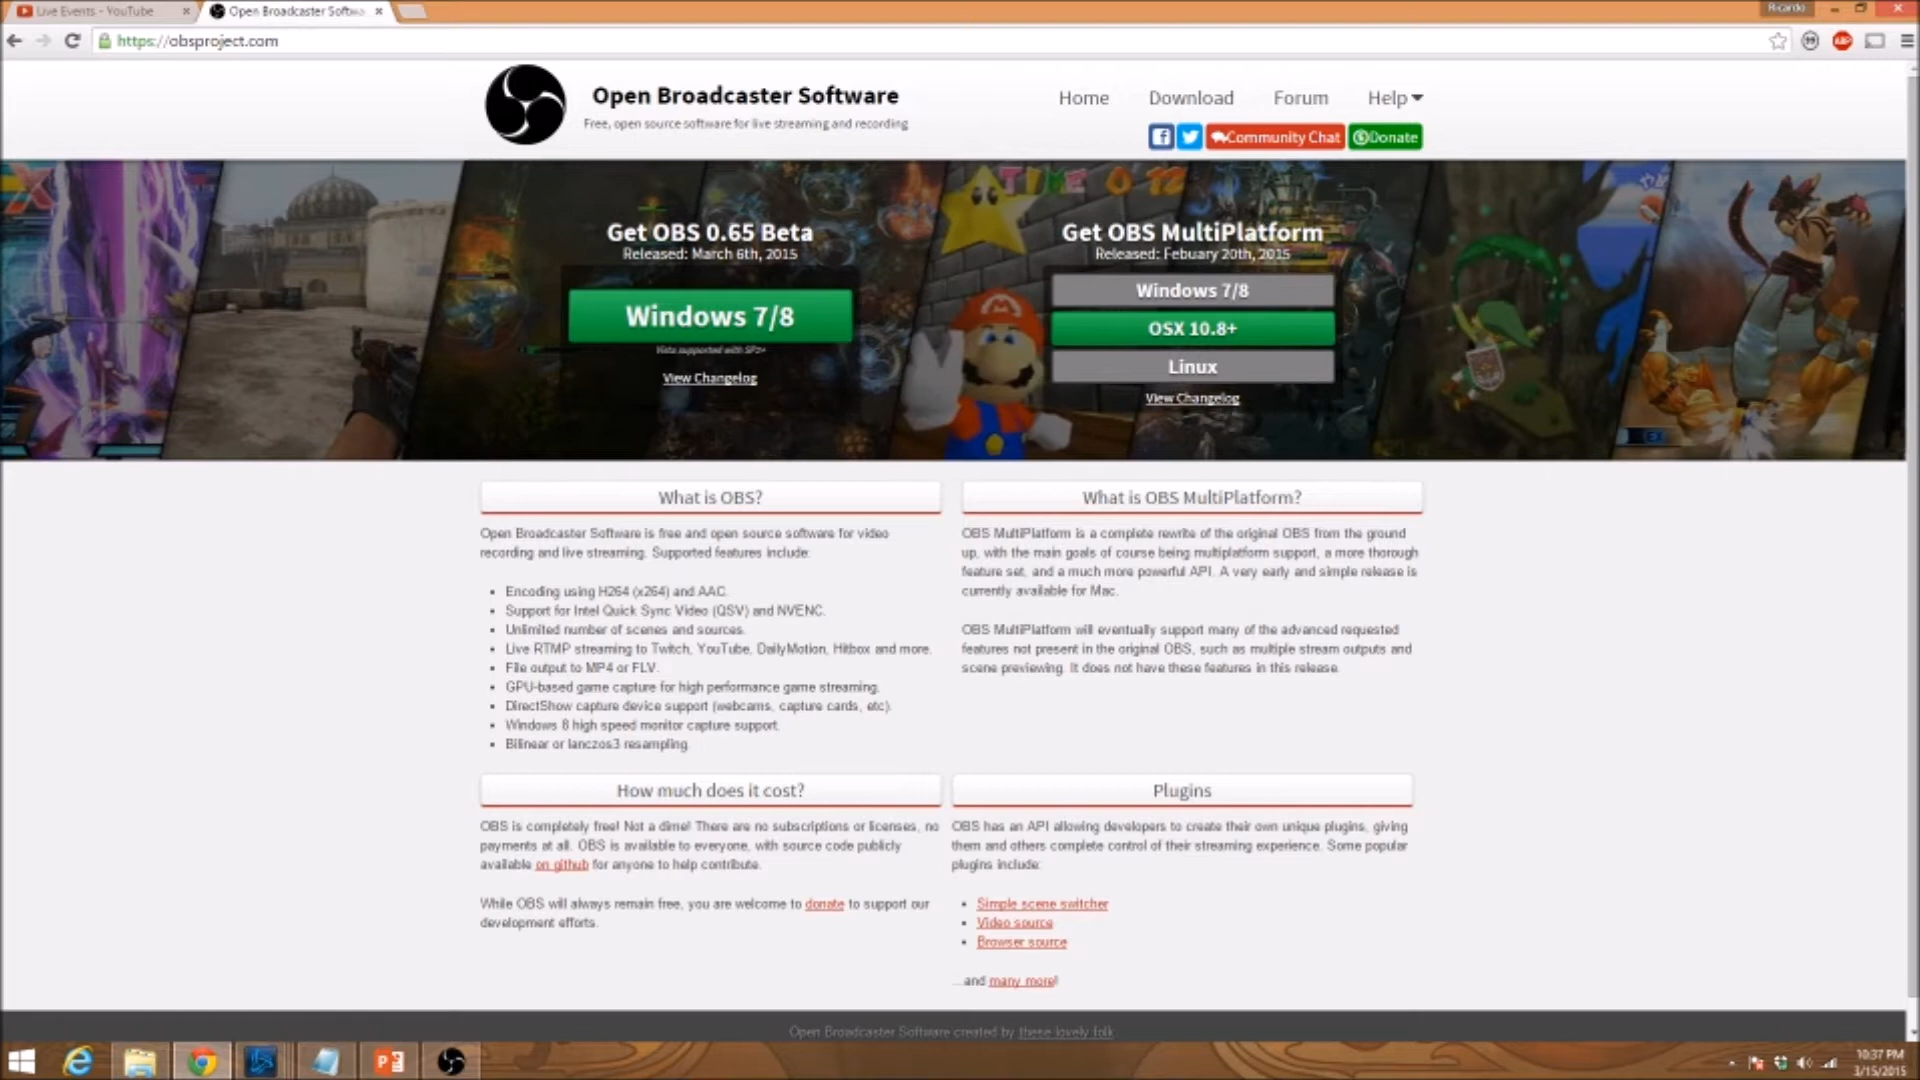 Live Events - YouTube
Open Broadcaster Softwa
Ricardo
https://obsproject.com
ABP
Open Broadcaster Software
Free, open source software for live streaming and recording
Home Download Forum Help
Community Chat Donate
TIME 0 12
Get OBS 0.65 Beta
Released: March 6th, 2015
Windows 7/8
Vista supported with SP2+
View Changelog
Get OBS MultiPlatform
Released: Febuary 20th, 2015
Windows 7/8
OSX 10.8+
Linux
View Changelog
EX
What is OBS?
Open Broadcaster Software is free and open source software for video
recording and live streaming. Supported features include:
Encoding using H264 (x264) and AAC.
Support for Intel Quick Sync Video (QSV) and NVENC.
Unlimited number of scenes and sources.
Live RTMP streaming to Twitch, YouTube, DailyMotion, Hitbox and more.
File output to MP4 or FLV.
GPU-based game capture for high performance game streaming.
DirectShow capture device support (webcams, capture cards, etc).
Windows 8 high speed monitor capture support.
Bilinear or lanczos3 resampling.
What is OBS MultiPlatform?
OBS MultiPlatform is a complete rewrite of the original OBS from the ground
up, with the main goals of course being multiplatform support, a more thorough
feature set, and a much more powerful API. A very early and simple release is
currently available for Mac.
OBS MultiPlatform will eventually support many of the advanced requested
features not present in the original OBS, such as multiple stream outputs and
scene previewing. It does not have these features in this release.
How much does it cost?
OBS is completely free! Not a dime! There are no subscriptions or licenses, no
payments at all. OBS is available to everyone, with source code publicly
available on github for anyone to help contribute.
While OBS will always remain free, you are welcome to donate to support our
development efforts.
Plugins
OBS has an API allowing developers to create their own unique plugins, giving
them and others complete control of their streaming experience. Some popular
plugins include:
Simple scene switcher
Video source
Browser source
...and many more!
Open Broadcaster Software created by these lovely folk
10:37 PM
3/15/2015